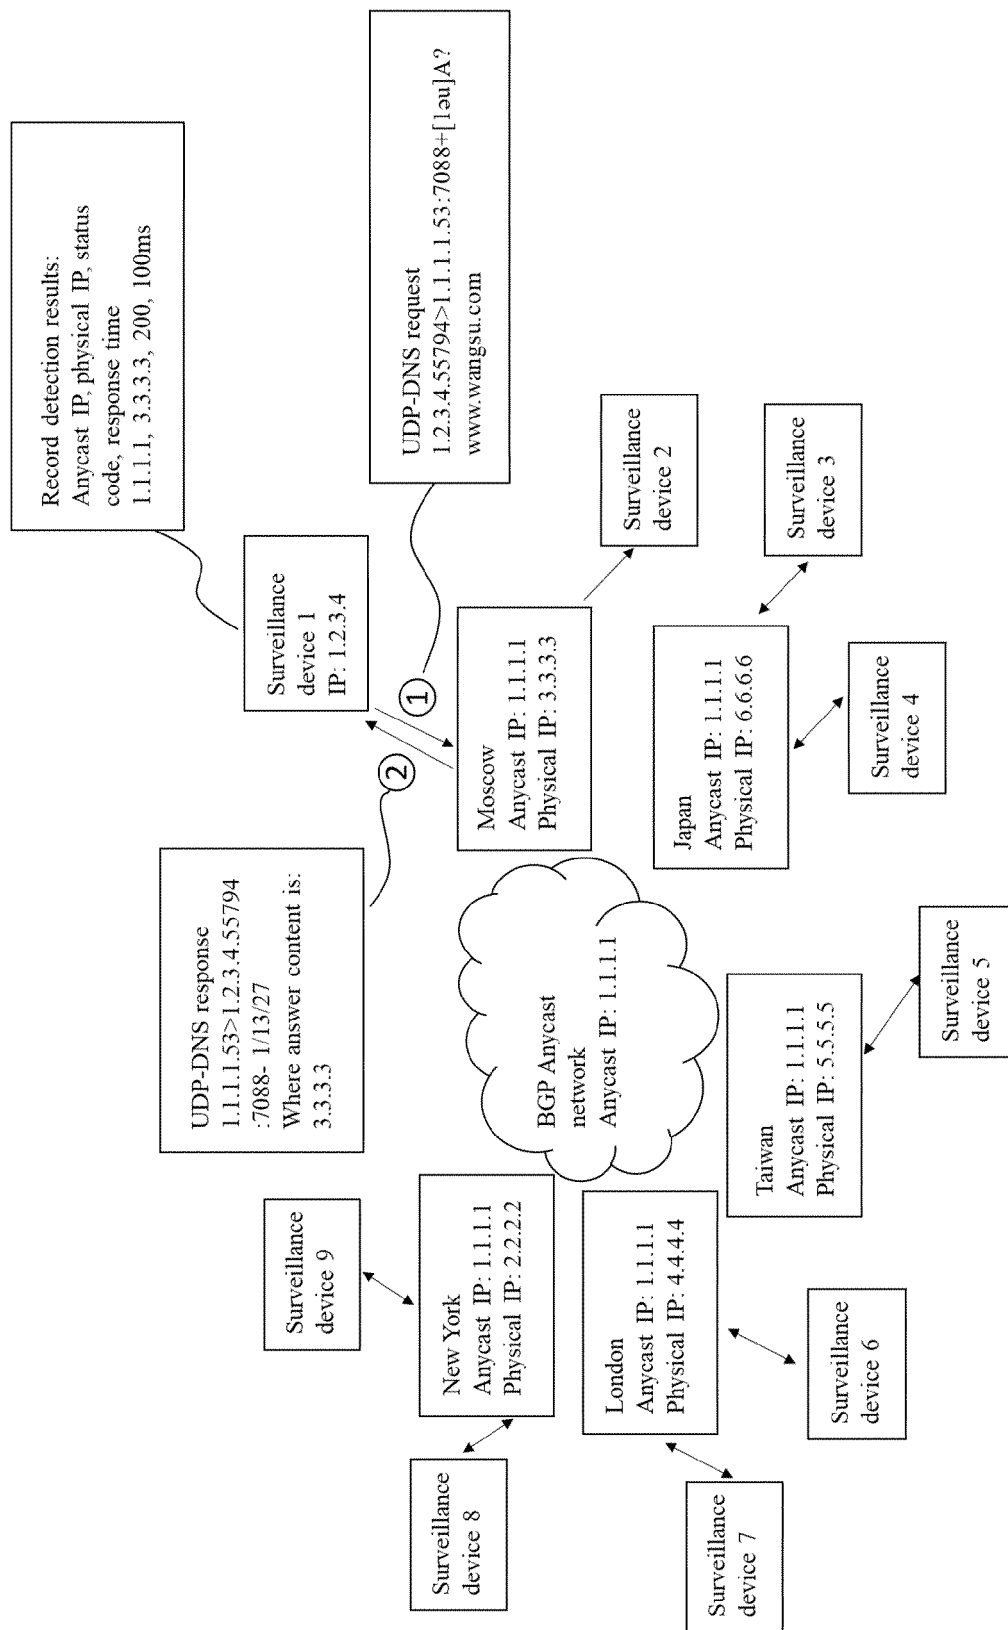 Record detection results:
Anycast IP, physical IP, status
code, response time
1.1.1.1, 3.3.3.3, 200, 100ms
UDP-DNS response
1.1.1.1.53>1.2.3.4.55794
:7088- 1/13/27
Where answer content is:
3.3.3.3
Surveillance
device 1
IP: 1.2.3.4
UDP-DNS request
1.2.3.4.55794>1.1.1.1.53:7088+[1əu]A?
www.wangsu.com
②
①
Surveillance
device 9
Surveillance
device 8
New York
Anycast IP: 1.1.1.1
Physical IP: 2.2.2.2
BGP Anycast
network
Anycast IP: 1.1.1.1
Moscow
Anycast IP: 1.1.1.1
Physical IP: 3.3.3.3
Surveillance
device 2
London
Anycast IP: 1.1.1.1
Physical IP: 4.4.4.4
Japan
Anycast IP: 1.1.1.1
Physical IP: 6.6.6.6
Surveillance
device 3
Surveillance
device 7
Taiwan
Anycast IP: 1.1.1.1
Physical IP: 5.5.5.5
Surveillance
device 6
Surveillance
device 4
Surveillance
device 5